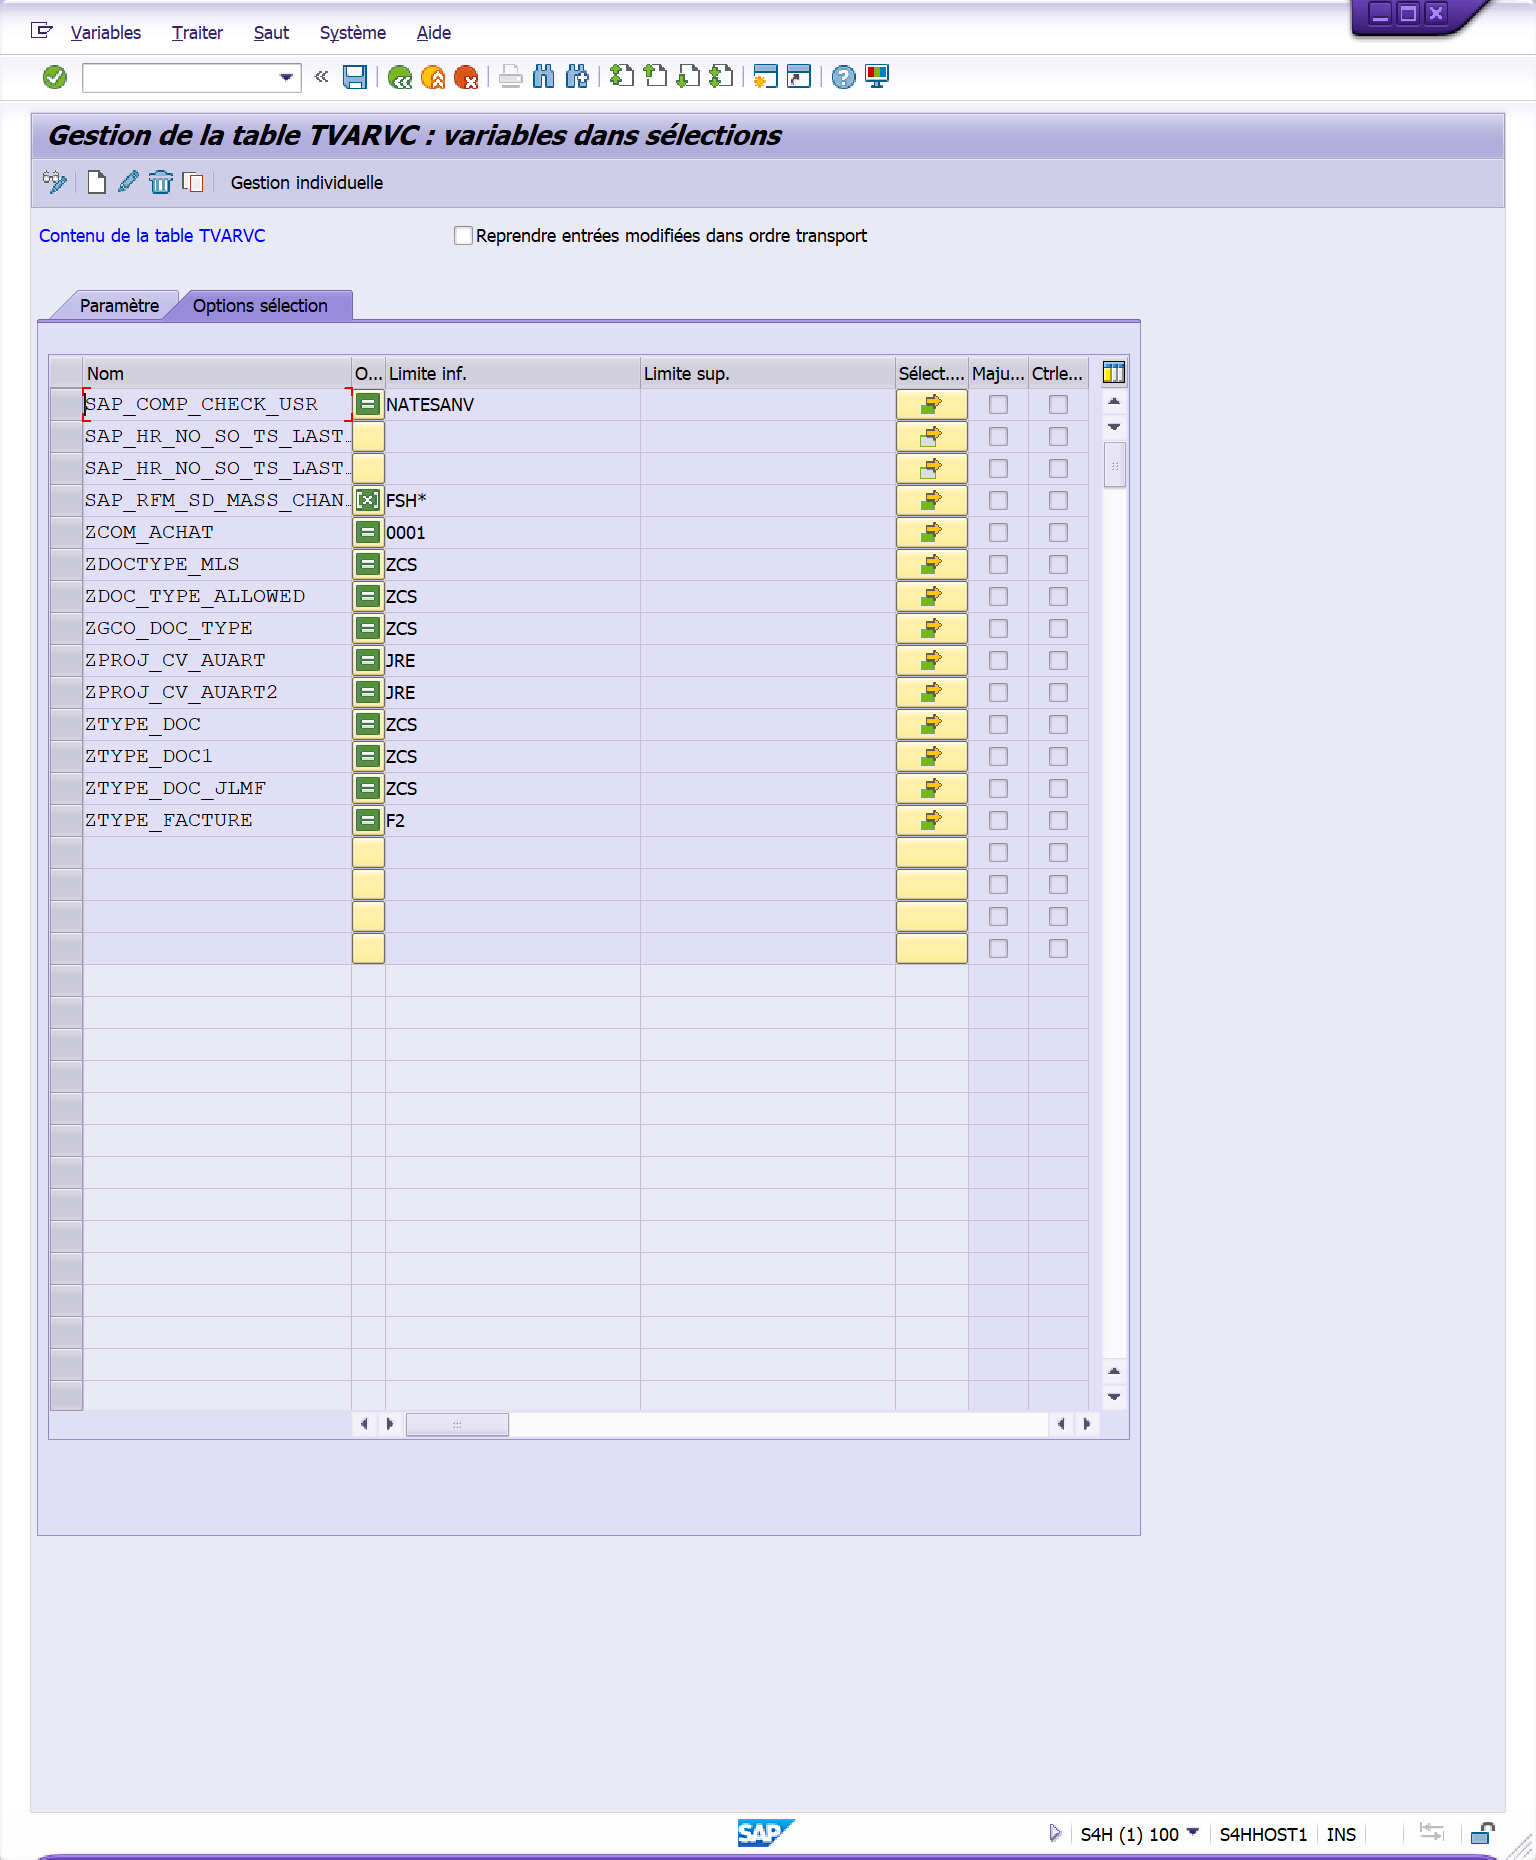 Variables Traiter Saut Système Aide
Gestion de la table TVARVC : variables dans sélections
Gestion individuelle
Contenu de la table TVARVC Reprendre entrées modifiées dans ordre transport
Paramètre Options sélection
Nom O... Limite inf. Limite sup. Sélect.... Maju... Ctrle...
SAP_COMP_CHECK_USR NATESANV
SAP_HR_NO_SO_TS_LAST…
SAP_HR_NO_SO_TS_LAST…
SAP_RFM_SD_MASS_CHAN… FSH*
ZCOM_ACHAT 0001
ZDOCTYPE_MLS ZCS
ZDOC_TYPE_ALLOWED ZCS
ZGCO_DOC_TYPE ZCS
ZPROJ_CV_AUART JRE
ZPROJ_CV_AUART2 JRE
ZTYPE_DOC ZCS
ZTYPE_DOC1 ZCS
ZTYPE_DOC_JLMF ZCS
ZTYPE_FACTURE F2
SAP S4H (1) 100 S4HHOST1 INS